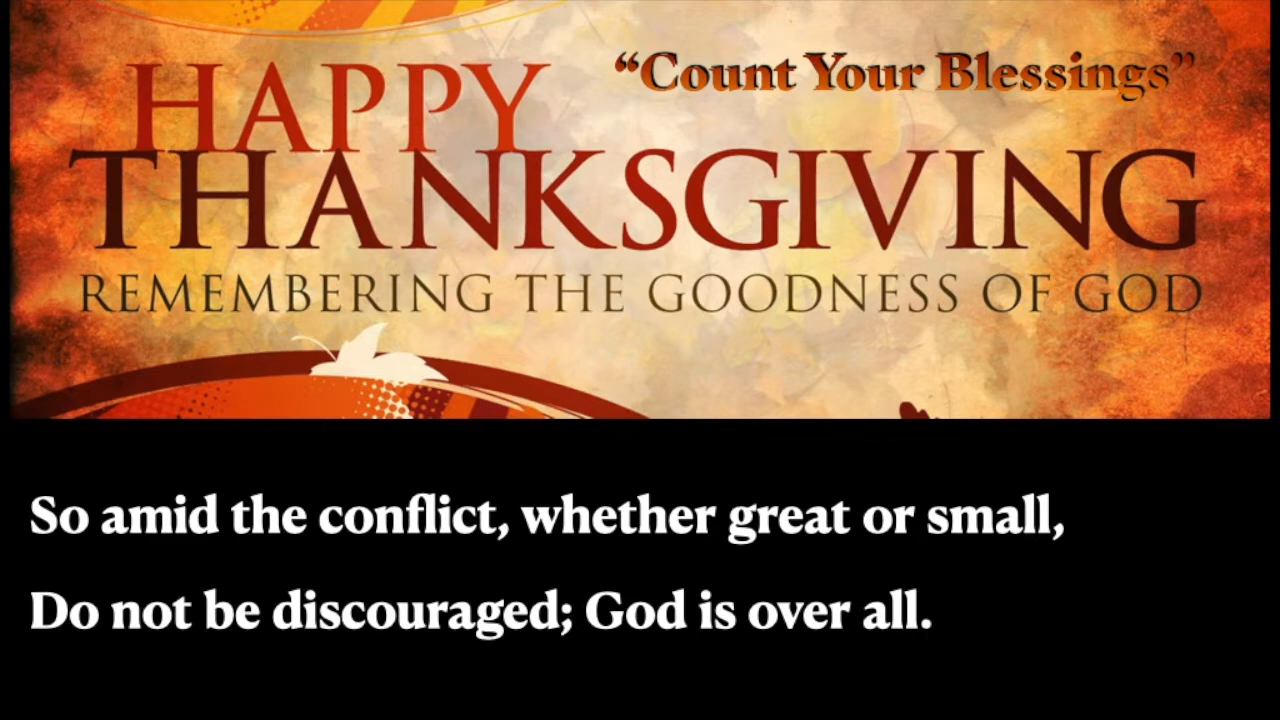 “Count Your Blessings”
HAPPY
THANKSGIVING
REMEMBERING THE GOODNESS OF GOD
So amid the conflict, whether great or small,
Do not be discouraged; God is over all.